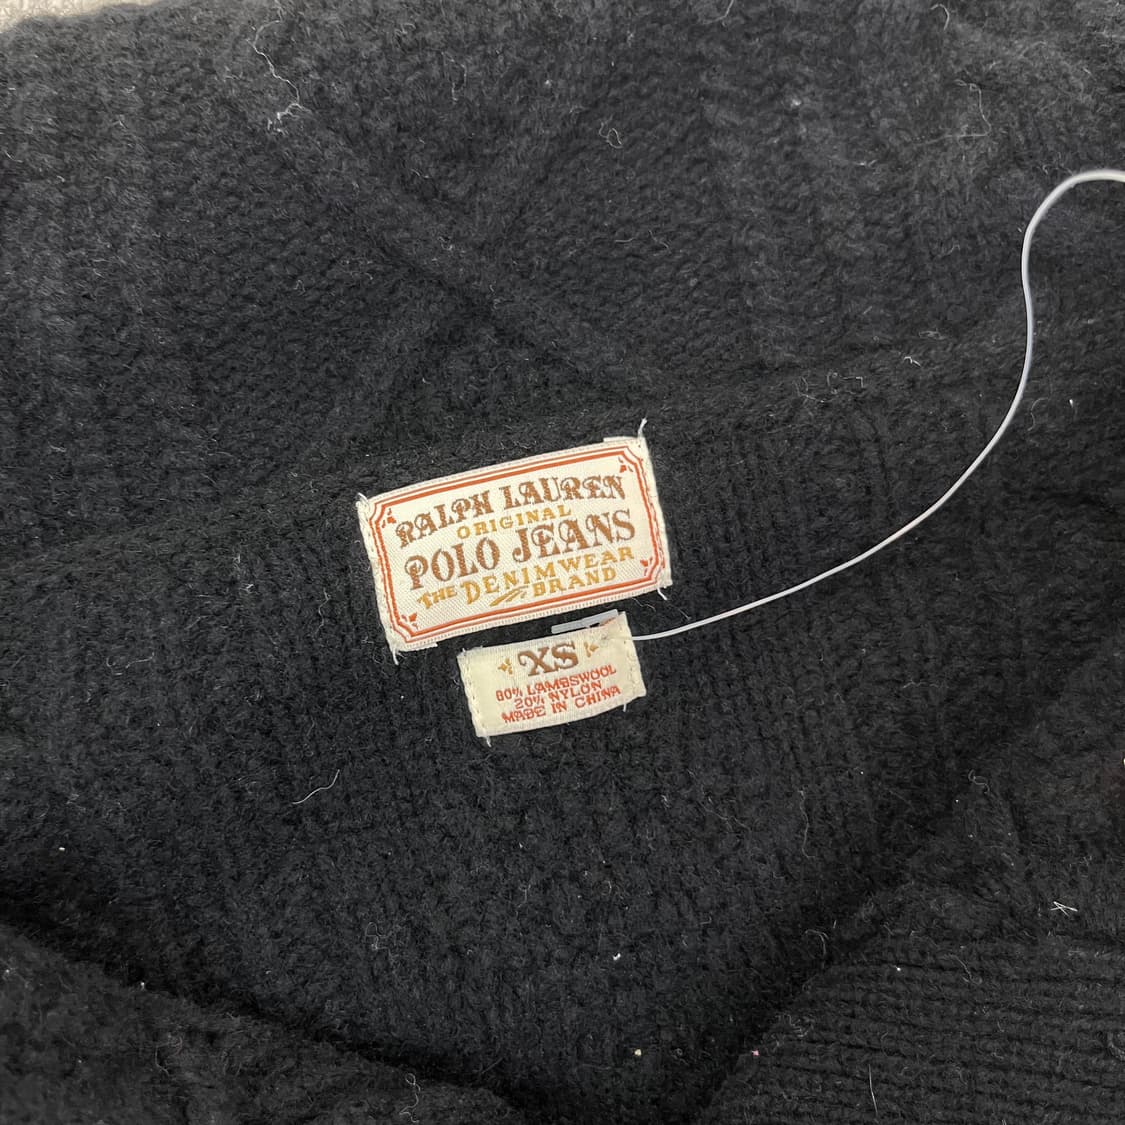 RALPH LAUREN
ORIGINAL
POLO JEANS
THE DENIMWEAR
BRAND
XS
80% LAMBSWOOL
20% NYLON
MADE IN CHINA